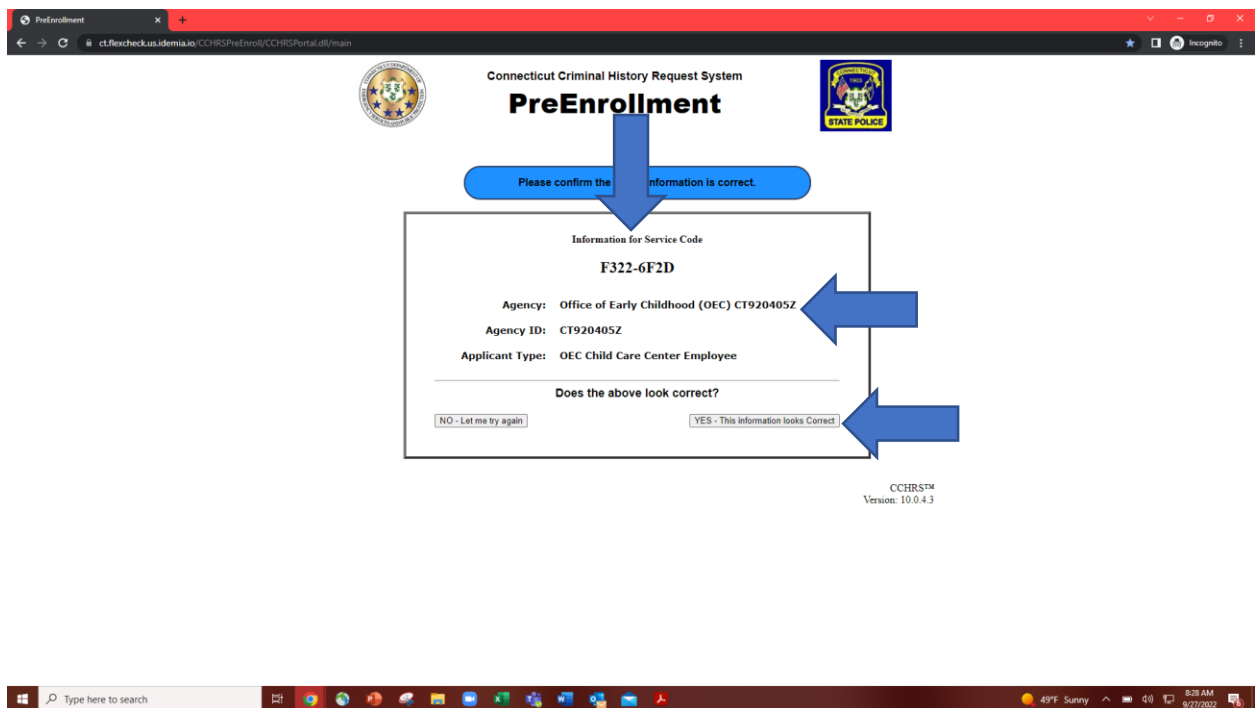 PreEnrollment
ct.flexcheck.us.idemia.io/CCHRSPreEnroll/CCHRSPortal.dll/main
Incognito
Connecticut Criminal History Request System
PreEnrollment
STATE POLICE
Please confirm the information is correct.
Information for Service Code
F322-6F2D
Agency: Office of Early Childhood (OEC) CT920405Z
Agency ID: CT920405Z
Applicant Type: OEC Child Care Center Employee
Does the above look correct?
NO - Let me try again
YES - This information looks Correct
CCHRS™
Version: 10.0.4.3
Type here to search
49°F Sunny
8:28 AM
9/27/2022